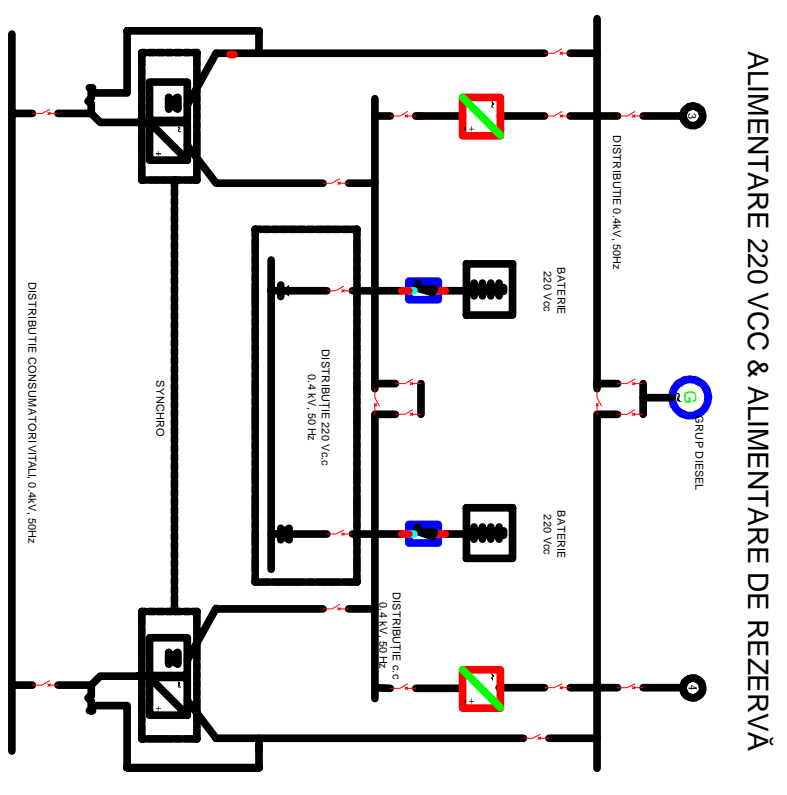 ALIMENTARE 220 VCC & ALIMENTARE DE REZERVĂ
3
G
~
GRUP DIESEL
4
DISTRIBUTIE 0.4kV, 50Hz
BATERIE
220 Vcc
BATERIE
220 Vcc
~
+
~
+
DISTRIBUȚIE c.c
0.4 kV, 50 Hz
DISTRIBUȚIE 220 Vc.c
0.4 kV, 50 Hz
~
+
SYNCHRO
~
+
DISTRIBUTIE CONSUMATORI VITALI, 0.4kV, 50Hz